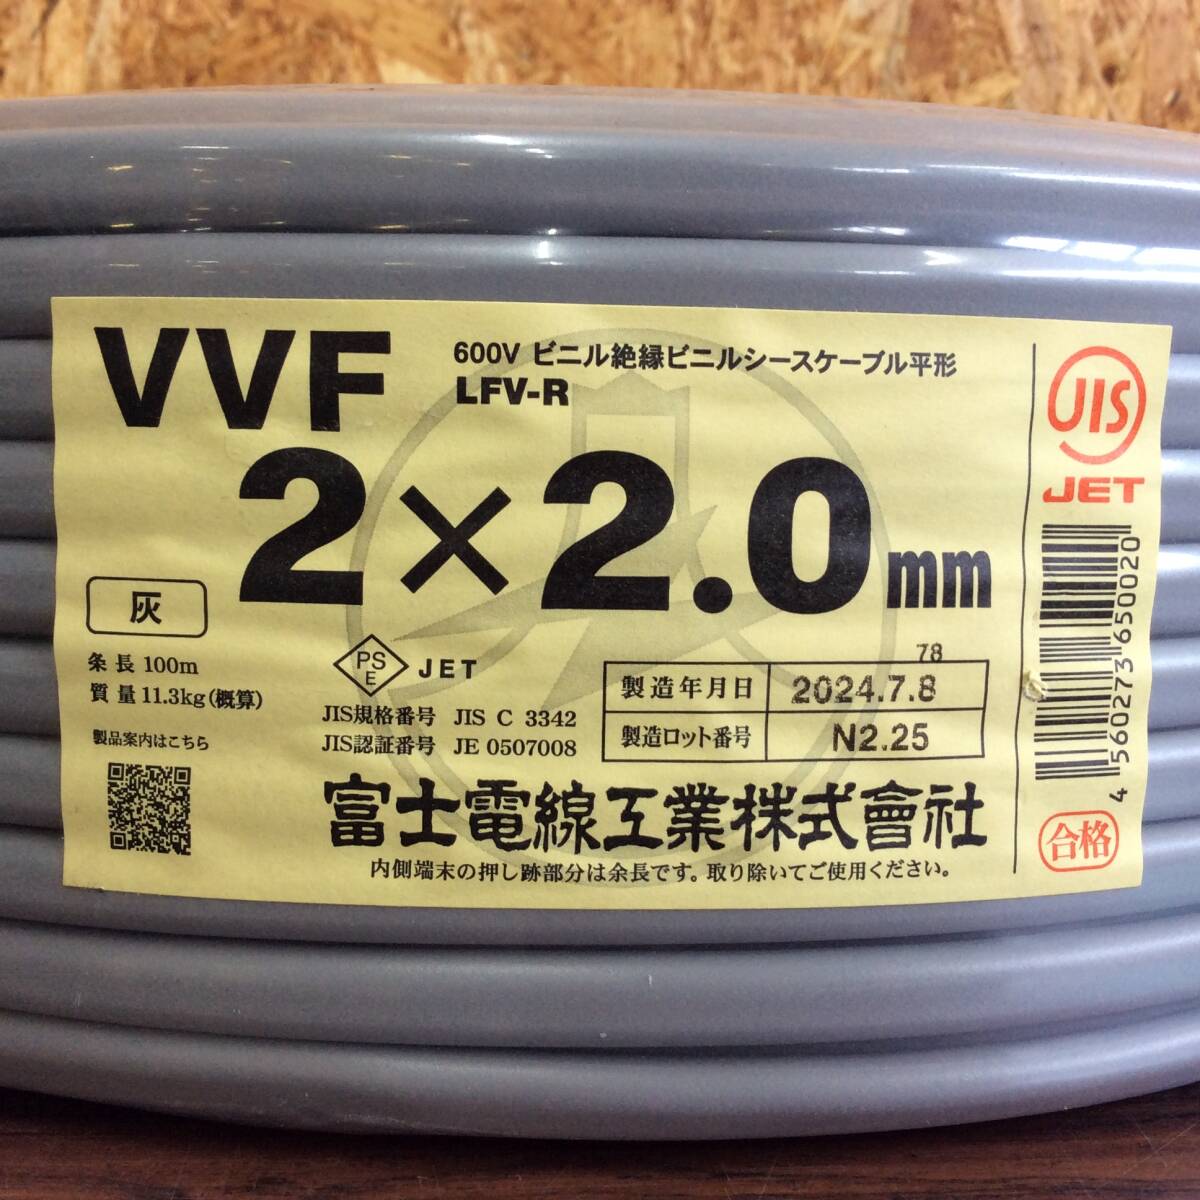 VVF
600V ビニル絶縁ビニルシースケーブル平形
LFV-R
2×2.0mm
灰
条長 100m
質量 11.3kg(概算)
製品案内はこちら
PS
E
JET
JIS規格番号 JIS C 3342
JIS認証番号 JE 0507008
78
製造年月日 2024.7.8
製造ロット番号 N2.25
富士電線工業株式會社
内側端末の押し跡部分は余長です。取り除いてご使用ください。
JIS
JET
4 560273 650020
合格